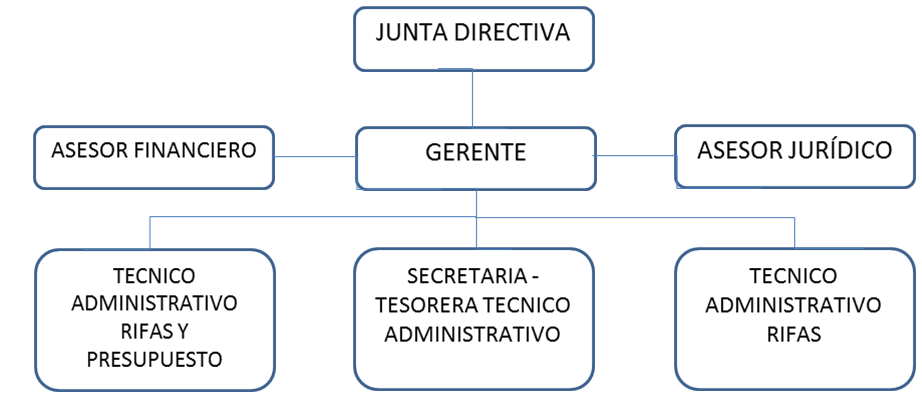 JUNTA DIRECTIVA
ASESOR FINANCIERO
GERENTE
ASESOR JURÍDICO
TECNICO
ADMINISTRATIVO
RIFAS Y
PRESUPUESTO
SECRETARIA -
TESORERA TECNICO
ADMINISTRATIVO
TECNICO
ADMINISTRATIVO
RIFAS